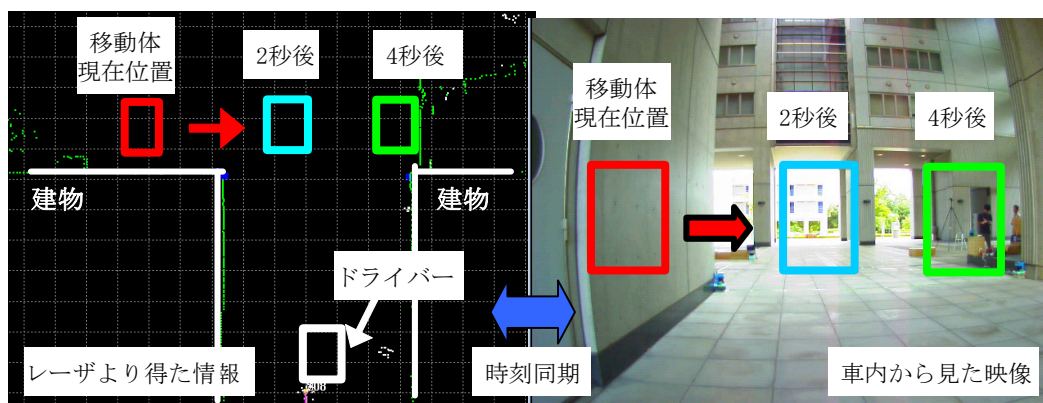 移動体
現在位置
2秒後
4秒後
建物
建物
ドライバー
レーザより得た情報
時刻同期
移動体
現在位置
2秒後
4秒後
車内から見た映像